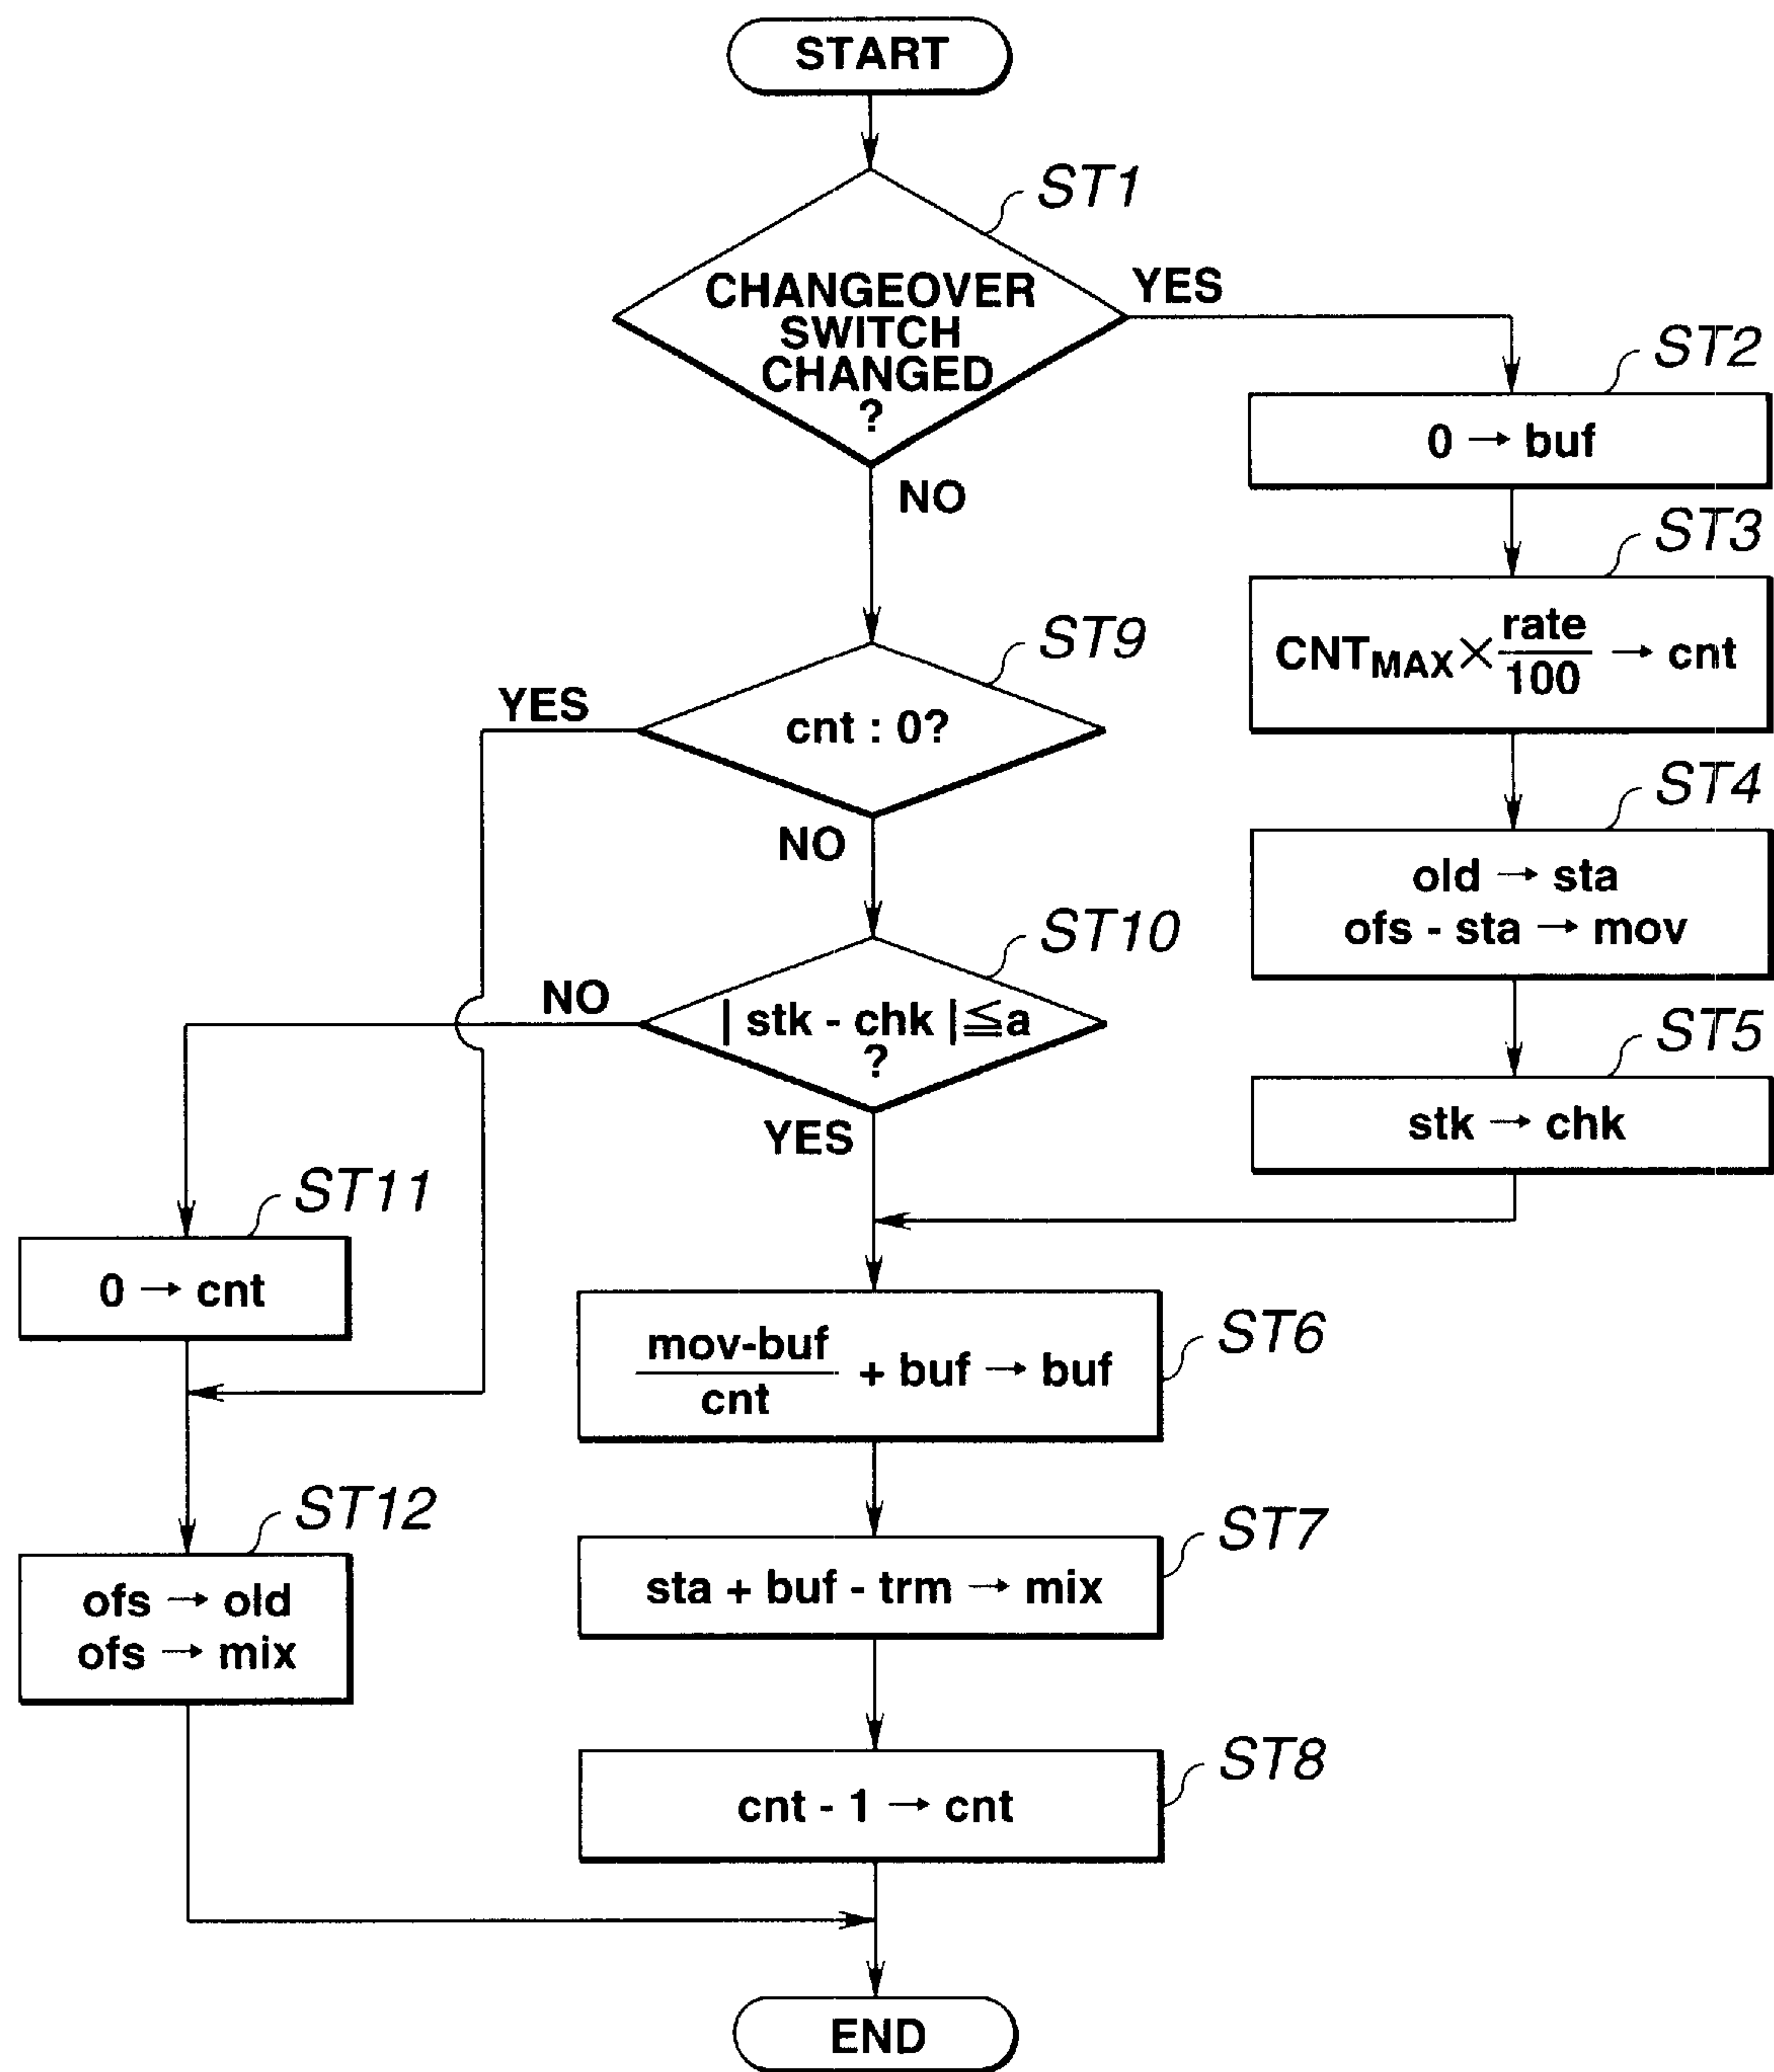 START
ST1
CHANGEOVER
SWITCH
CHANGED
?
YES
NO
ST2
0 → buf
ST3
CNTMAX × rate/100 → cnt
ST4
old → sta
ofs - sta → mov
ST5
stk → chk
ST9
cnt : 0?
YES
NO
ST10
| stk - chk | ≦ a
?
NO
YES
ST11
0 → cnt
ST12
ofs → old
ofs → mix
ST6
mov-buf/cnt + buf → buf
ST7
sta + buf - trm → mix
ST8
cnt - 1 → cnt
END